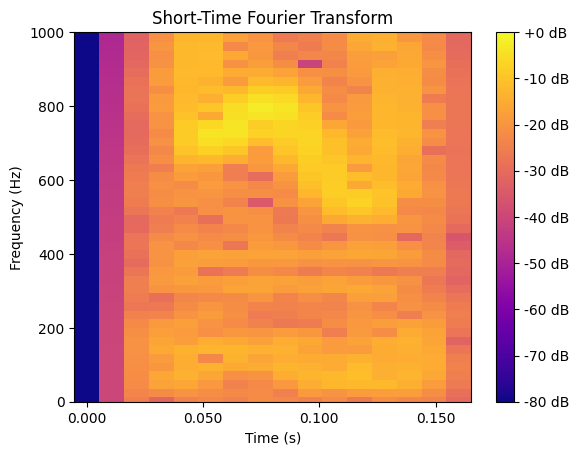 Short-Time Fourier Transform
Frequency (Hz)
1000
800
600
400
200
0
0.000
0.050
0.100
0.150
Time (s)
+0 dB
-10 dB
-20 dB
-30 dB
-40 dB
-50 dB
-60 dB
-70 dB
-80 dB